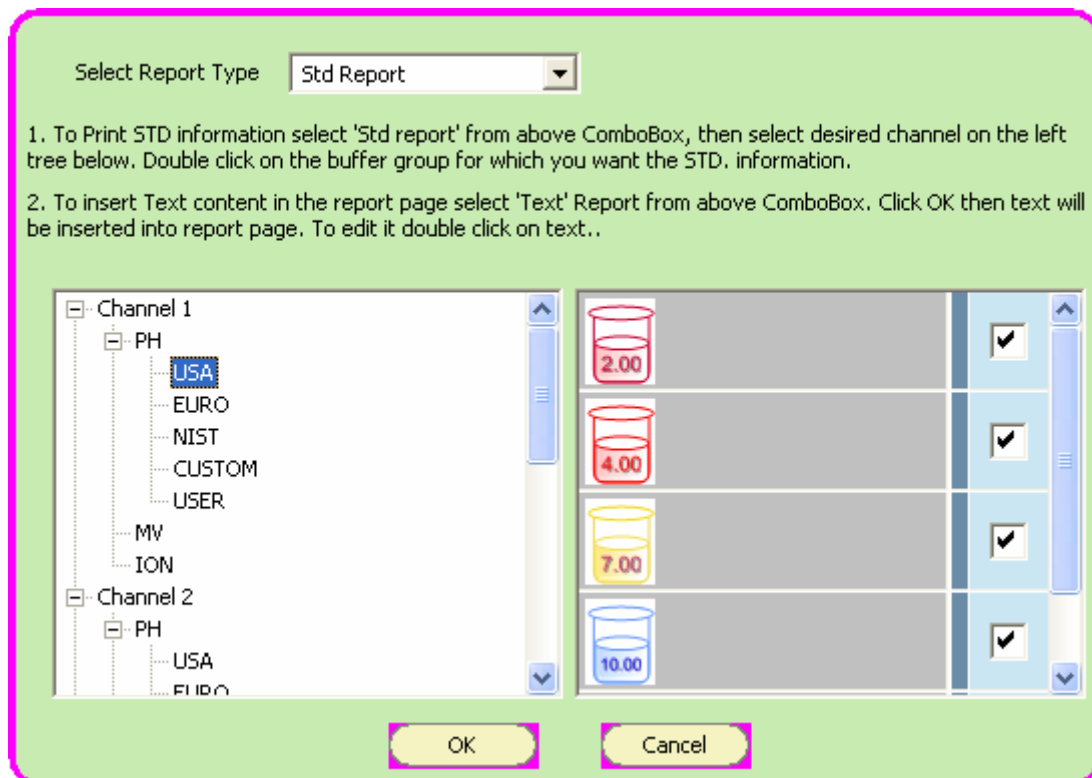 Select Report Type Std Report
1. To Print STD information select 'Std report' from above ComboBox, then select desired channel on the left
tree below. Double click on the buffer group for which you want the STD. information.
2. To insert Text content in the report page select 'Text' Report from above ComboBox. Click OK then text will
be inserted into report page. To edit it double click on text..
Channel 1
PH
USA
EURO
NIST
CUSTOM
USER
MV
ION
Channel 2
PH
USA
EURO
2.00
4.00
7.00
10.00
OK Cancel